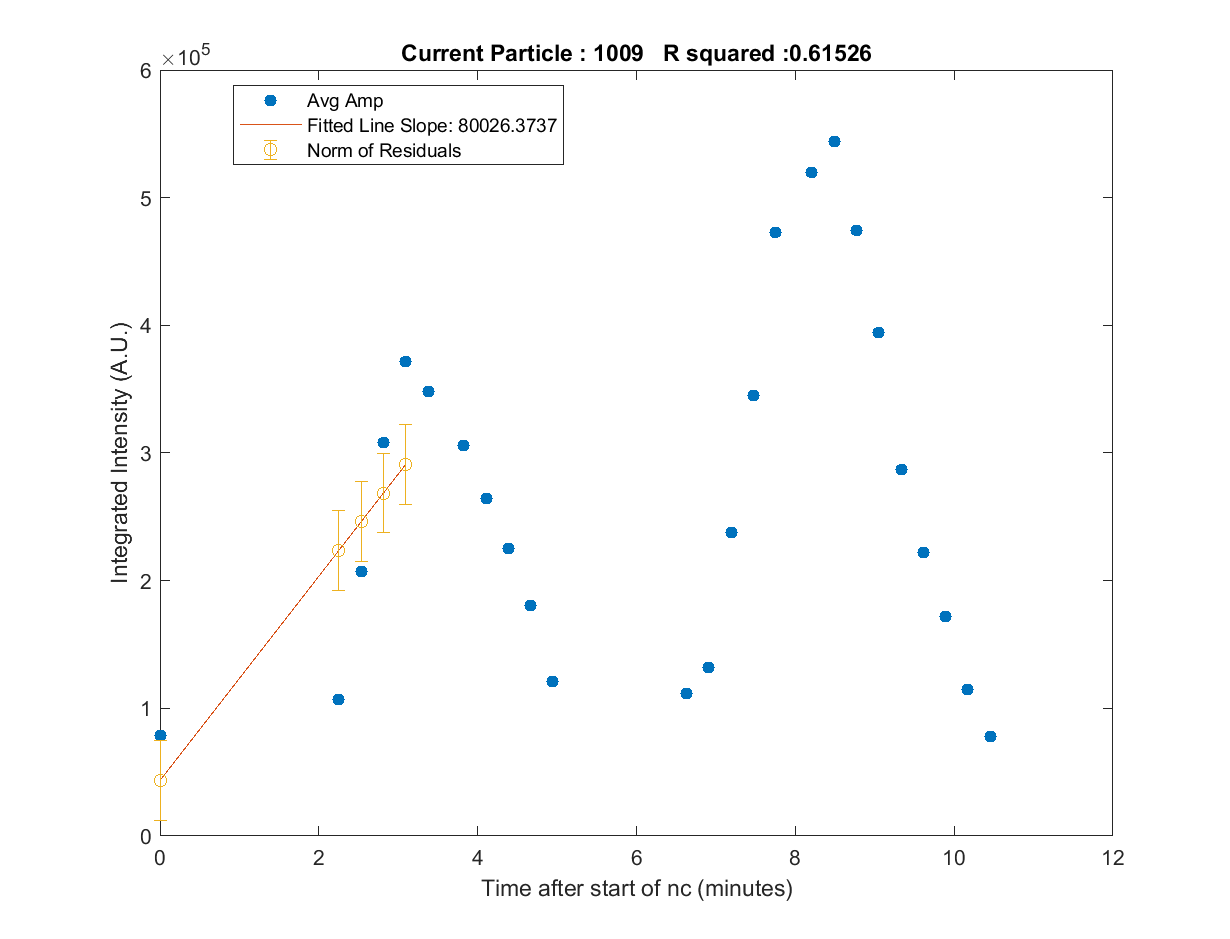 Current Particle : 1009 R squared :0.61526
×10^5
Avg Amp
Fitted Line Slope: 80026.3737
Norm of Residuals
Integrated Intensity (A.U.)
6
5
4
3
2
1
0
0 2 4 6 8 10 12
Time after start of nc (minutes)